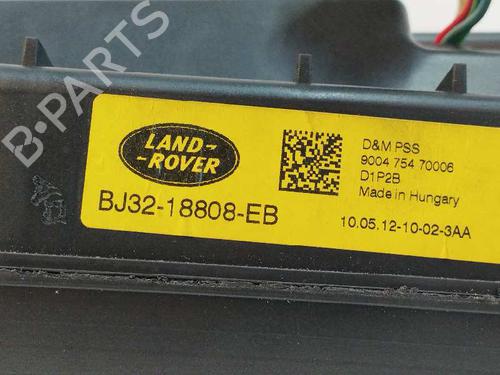 B-PARTS
LAND-
-ROVER
BJ32-18808-EB
D&M PSS
9004 754 70006
D1P2B
Made in Hungary
10.05.12-10-02-3AA